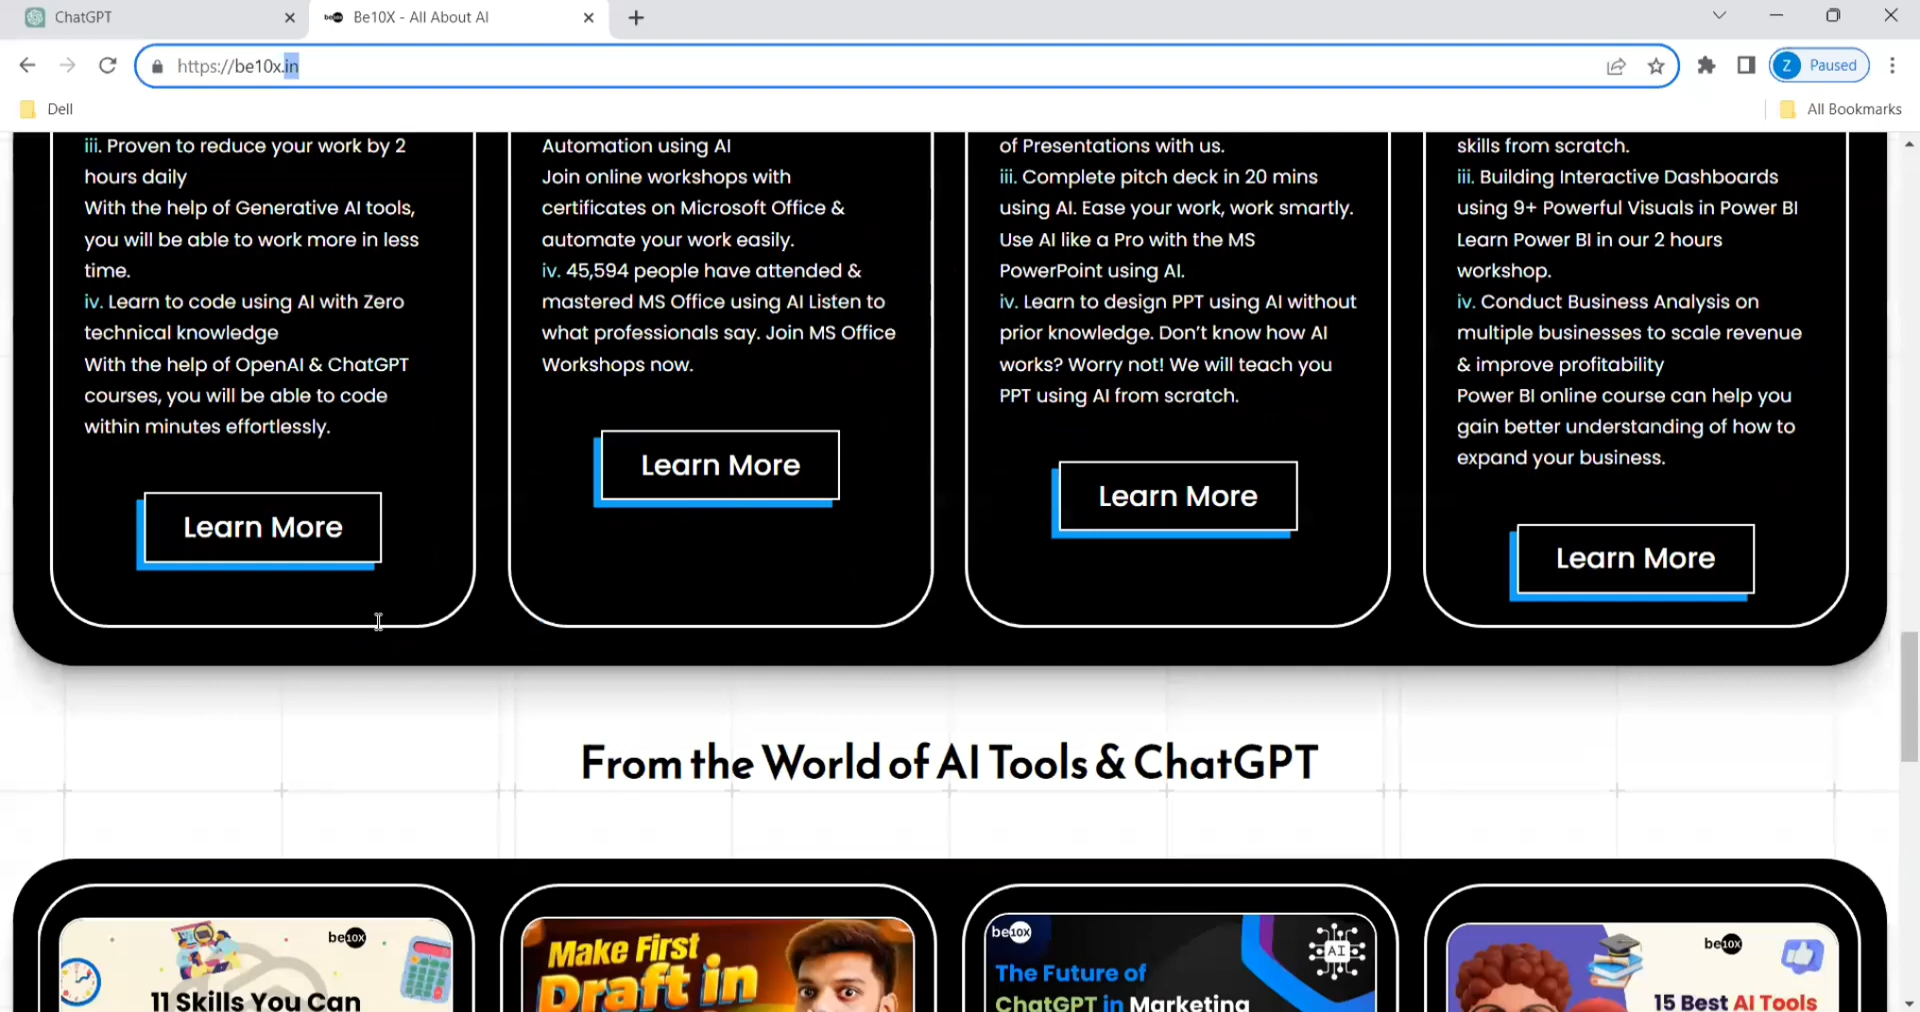 ChatGPT
be10x Be10X - All About AI
https://be10x.in
Z Paused
Dell
All Bookmarks
iii. Proven to reduce your work by 2
hours daily
With the help of Generative AI tools,
you will be able to work more in less
time.
iv. Learn to code using AI with Zero
technical knowledge
With the help of OpenAI & ChatGPT
courses, you will be able to code
within minutes effortlessly.
Learn More
Automation using AI
Join online workshops with
certificates on Microsoft Office &
automate your work easily.
iv. 45,594 people have attended &
mastered MS Office using AI Listen to
what professionals say. Join MS Office
Workshops now.
Learn More
of Presentations with us.
iii. Complete pitch deck in 20 mins
using AI. Ease your work, work smartly.
Use AI like a Pro with the MS
PowerPoint using AI.
iv. Learn to design PPT using AI without
prior knowledge. Don’t know how AI
works? Worry not! We will teach you
PPT using AI from scratch.
Learn More
skills from scratch.
iii. Building Interactive Dashboards
using 9+ Powerful Visuals in Power BI
Learn Power BI in our 2 hours
workshop.
iv. Conduct Business Analysis on
multiple businesses to scale revenue
& improve profitability
Power BI online course can help you
gain better understanding of how to
expand your business.
Learn More
From the World of AI Tools & ChatGPT
be10x
11 Skills You Can
Make First
Draft in
be10x
AI
The Future of
ChatGPT in Marketing
be10x
15 Best AI Tools